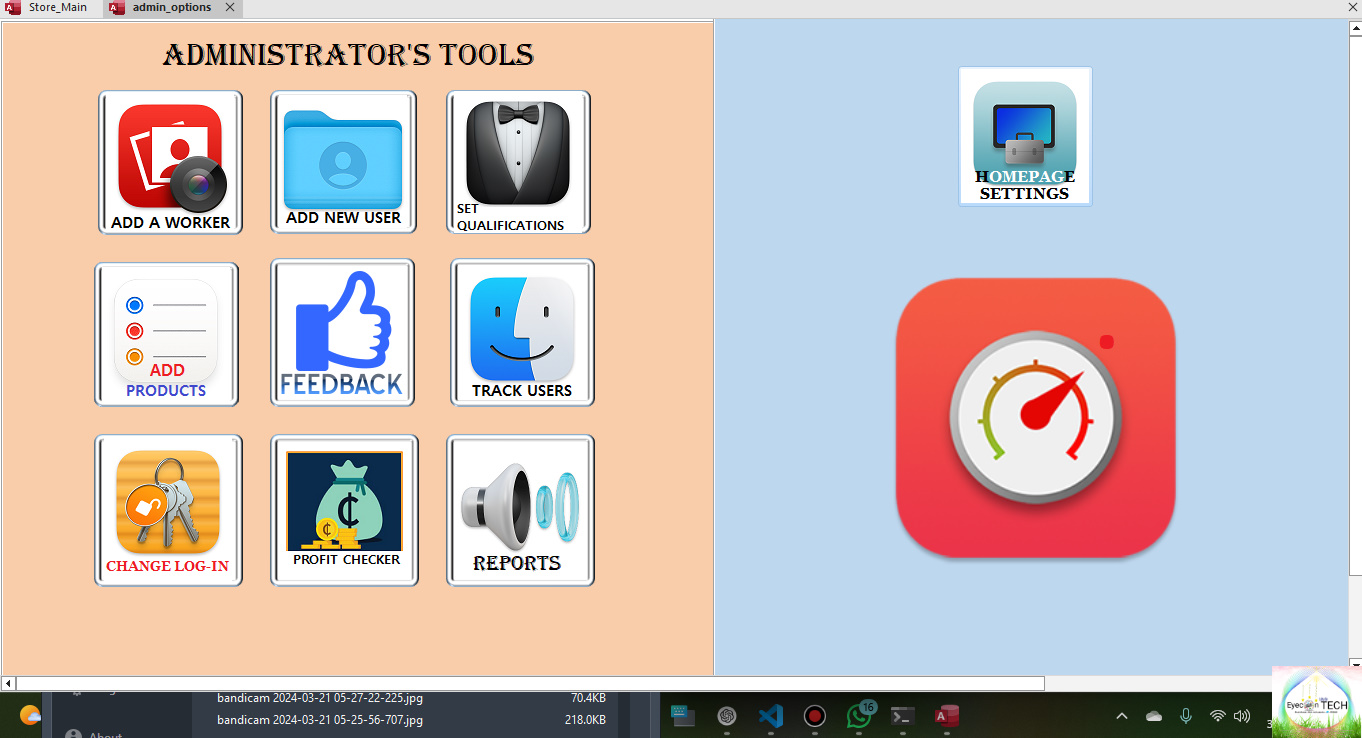 Store_Main
admin_options
ADMINISTRATOR'S TOOLS
ADD A WORKER
ADD NEW USER
SET
QUALIFICATIONS
HOMEPAGE
SETTINGS
ADD
PRODUCTS
FEEDBACK
TRACK USERS
CHANGE LOG-IN
₵
₵
PROFIT CHECKER
REPORTS
bandicam 2024-03-21 05-27-22-225.jpg 70.4KB
bandicam 2024-03-21 05-25-56-707.jpg 218.0KB
About
16
TECH